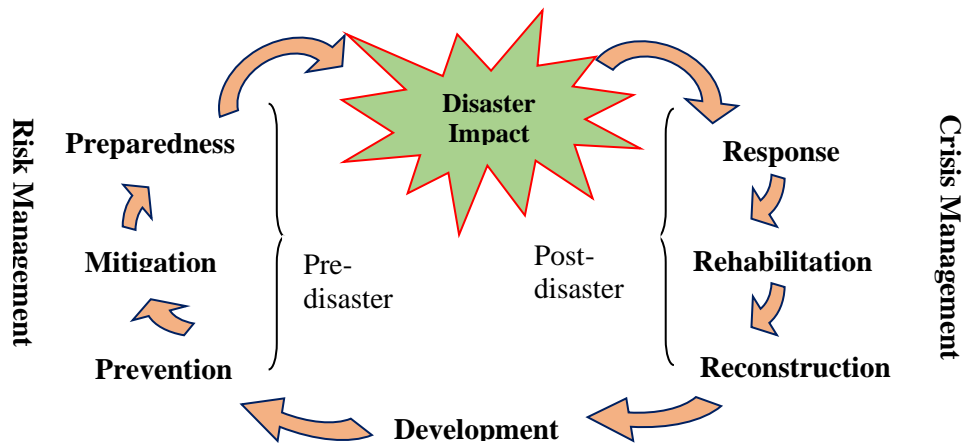 Disaster
Impact
Risk Management
Preparedness
Mitigation
Prevention
Pre-
disaster
Post-
disaster
Response
Rehabilitation
Reconstruction
Crisis Management
Development